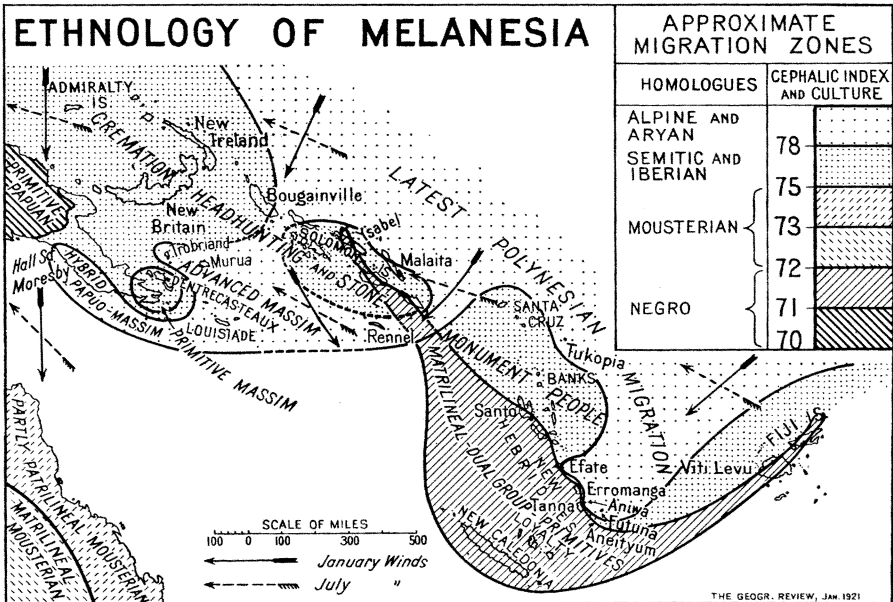 ETHNOLOGY OF MELANESIA
APPROXIMATE
MIGRATION ZONES
HOMOLOGUES
CEPHALIC INDEX
AND CULTURE
ALPINE AND
ARYAN
78
SEMITIC AND
IBERIAN
75
MOUSTERIAN
73
72
NEGRO
71
70
ADMIRALTY
IS
New
Ireland
CREMATION
PRIMITIVE
PAPUAN
LATEST
POLYNESIAN
MIGRATION
Bougainville
HEADHUNTING AND STONE
MONUMENT PEOPLE
New
Britain
SOLOMON
IS
Isabel
Malaita
Trobriand
Murua
Hall Sd
Moresby
HYBRID
PAPUO-MASSIM
ADVANCED MASSIM
DENTRECASTEAUX
LOUISIADE
PRIMITIVE MASSIM
Rennel
SANTA
CRUZ
Tukopia
BANKS
Santo
NEW
HEBRIDES
MATRILINEAL DUAL GROUP PRIMITIVES
Efate
Erromanga
Tanna
Aniwa
Futuna
Aneityum
LOYALTY
NEW
CALEDONIA
Viti Levu
FIJI IS
PARTLY PATRILINEAL MOUSTERIAN
MATRILINEAL
MOUSTERIAN
SCALE OF MILES
100 0 100 300 500
January Winds
July "
THE GEOGR. REVIEW, JAN. 1921